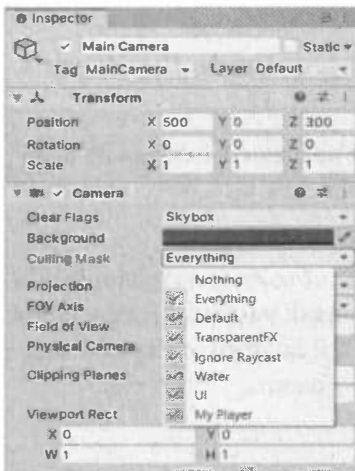 Inspector
Main Camera Static
Tag MainCamera Layer Default
Transform
Position X 500 Y 0 Z 300
Rotation X 0 Y 0 Z 0
Scale X 1 Y 1 Z 1
Camera
Clear Flags Skybox
Background
Culling Mask Everything
Nothing
Projection
Everything
FOV Axis
Default
Field of View
TransparentFX
Physical Camera
Ignore Raycast
Clipping Planes
Water
UI
Viewport Rect
My Player
X 0 Y 0
W 1 H 1